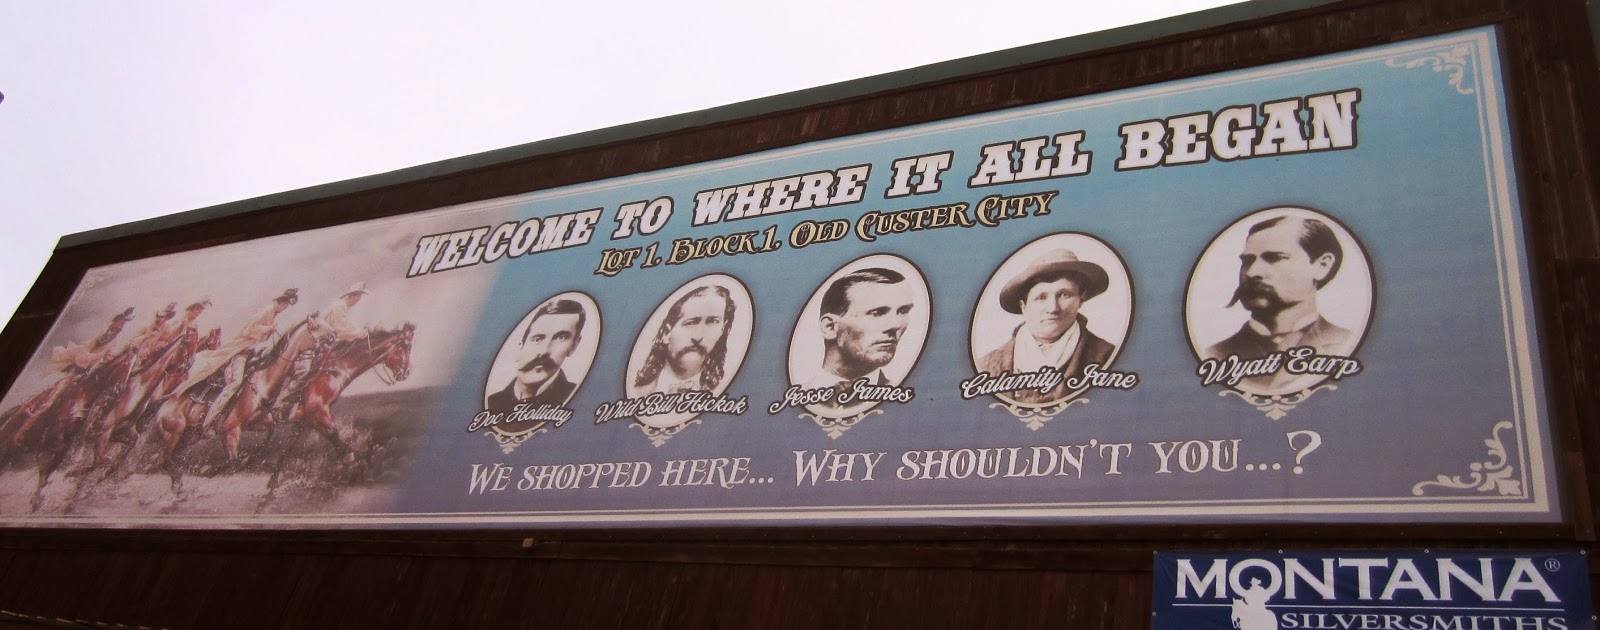 WELCOME TO WHERE IT ALL BEGAN
LOT 1, BLOCK 1, OLD CUSTER CITY
Doc Holliday
Wild Bill Hickok
Jesse James
Calamity Jane
Wyatt Earp
WE SHOPPED HERE... WHY SHOULDN'T YOU...?
MONTANA®
SILVERSMITHS